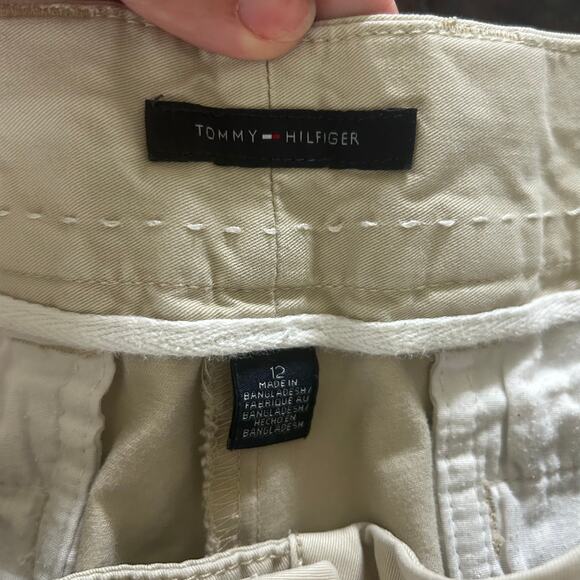 TOMMY HILFIGER
12
MADE IN
BANGLADESH/
FABRIQUE AU
BANGLADESH/
HECHO EN
BANGLADESH